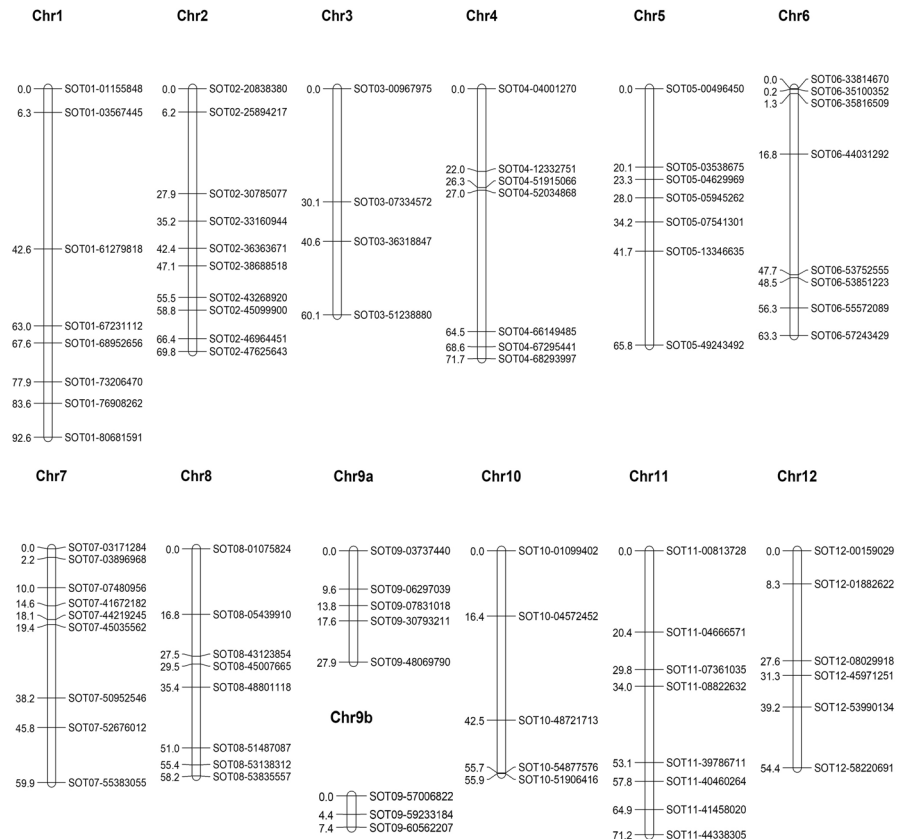 Chr1
0.0 SOT01-01155848
6.3 SOT01-03567445
42.6 SOT01-61279818
63.0 SOT01-67231112
67.6 SOT01-68952656
77.9 SOT01-73206470
83.6 SOT01-76908262
92.6 SOT01-80681591
Chr2
0.0 SOT02-20838380
6.2 SOT02-25894217
27.9 SOT02-30785077
35.2 SOT02-33160944
42.4 SOT02-36363671
47.1 SOT02-38688518
55.5 SOT02-43268920
58.8 SOT02-45099900
66.4 SOT02-46964451
69.8 SOT02-47625643
Chr3
0.0 SOT03-00967975
30.1 SOT03-07334572
40.6 SOT03-36318847
60.1 SOT03-51238880
Chr4
0.0 SOT04-04001270
22.0 SOT04-12332751
26.3 SOT04-51915066
27.0 SOT04-52034868
64.5 SOT04-66149485
68.6 SOT04-67295441
71.7 SOT04-68293997
Chr5
0.0 SOT05-00496450
20.1 SOT05-03538675
23.3 SOT05-04629969
28.0 SOT05-05945262
34.2 SOT05-07541301
41.7 SOT05-13346635
65.8 SOT05-49243492
Chr6
0.0 SOT06-33814670
0.2 SOT06-35100352
1.3 SOT06-35816509
16.8 SOT06-44031292
47.7 SOT06-53752555
48.5 SOT06-53851223
56.3 SOT06-55572089
63.3 SOT06-57243429
Chr7
0.0 SOT07-03171284
2.2 SOT07-03896968
10.0 SOT07-07480956
14.6 SOT07-41672182
18.1 SOT07-44219245
19.4 SOT07-45035562
38.2 SOT07-50952546
45.8 SOT07-52676012
59.9 SOT07-55383055
Chr8
0.0 SOT08-01075824
16.8 SOT08-05439910
27.5 SOT08-43123854
29.5 SOT08-45007665
35.4 SOT08-48801118
51.0 SOT08-51487087
55.4 SOT08-53138312
58.2 SOT08-53835557
Chr9a
0.0 SOT09-03737440
9.6 SOT09-06297039
13.8 SOT09-07831018
17.6 SOT09-30793211
27.9 SOT09-48069790
Chr9b
0.0 SOT09-57006822
4.4 SOT09-59233184
7.4 SOT09-60562207
Chr10
0.0 SOT10-01099402
16.4 SOT10-04572452
42.5 SOT10-48721713
55.7 SOT10-54877576
55.9 SOT10-51906416
Chr11
0.0 SOT11-00813728
20.4 SOT11-04666571
29.8 SOT11-07361035
34.0 SOT11-08822632
53.1 SOT11-39786711
57.8 SOT11-40460264
64.9 SOT11-41458020
71.2 SOT11-44338305
Chr12
0.0 SOT12-00159029
8.3 SOT12-01882622
27.6 SOT12-08029918
31.3 SOT12-45971251
39.2 SOT12-53990134
54.4 SOT12-58220691